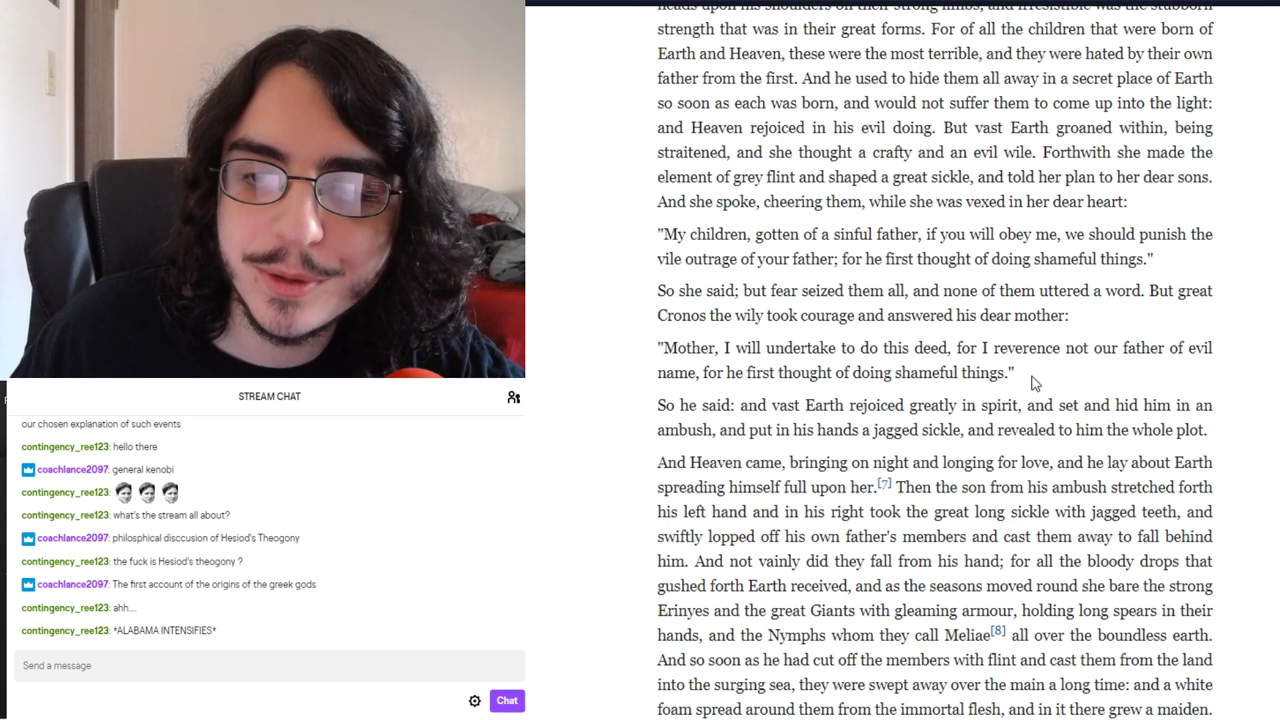 STREAM CHAT
our chosen explanation of such events
contingency_ree123: hello there
coachlance2097: general kenobi
contingency_ree123:
contingency_ree123: what's the stream all about?
coachlance2097: philosphical disccusion of Hesiod's Theogony
contingency_ree123: the fuck is Hesiod's theogony ?
coachlance2097: The first account of the origins of the greek gods
contingency_ree123: ahh....
contingency_ree123: *ALABAMA INTENSIFIES*
Send a message
Chat
heads upon his shoulders on their strong limbs, and irresistible was the stubborn
strength that was in their great forms. For of all the children that were born of
Earth and Heaven, these were the most terrible, and they were hated by their own
father from the first. And he used to hide them all away in a secret place of Earth
so soon as each was born, and would not suffer them to come up into the light:
and Heaven rejoiced in his evil doing. But vast Earth groaned within, being
straitened, and she thought a crafty and an evil wile. Forthwith she made the
element of grey flint and shaped a great sickle, and told her plan to her dear sons.
And she spoke, cheering them, while she was vexed in her dear heart:
"My children, gotten of a sinful father, if you will obey me, we should punish the
vile outrage of your father; for he first thought of doing shameful things."
So she said; but fear seized them all, and none of them uttered a word. But great
Cronos the wily took courage and answered his dear mother:
"Mother, I will undertake to do this deed, for I reverence not our father of evil
name, for he first thought of doing shameful things."
So he said: and vast Earth rejoiced greatly in spirit, and set and hid him in an
ambush, and put in his hands a jagged sickle, and revealed to him the whole plot.
And Heaven came, bringing on night and longing for love, and he lay about Earth
spreading himself full upon her.[7] Then the son from his ambush stretched forth
his left hand and in his right took the great long sickle with jagged teeth, and
swiftly lopped off his own father's members and cast them away to fall behind
him. And not vainly did they fall from his hand; for all the bloody drops that
gushed forth Earth received, and as the seasons moved round she bare the strong
Erinyes and the great Giants with gleaming armour, holding long spears in their
hands, and the Nymphs whom they call Meliae[8] all over the boundless earth.
And so soon as he had cut off the members with flint and cast them from the land
into the surging sea, they were swept away over the main a long time: and a white
foam spread around them from the immortal flesh, and in it there grew a maiden.